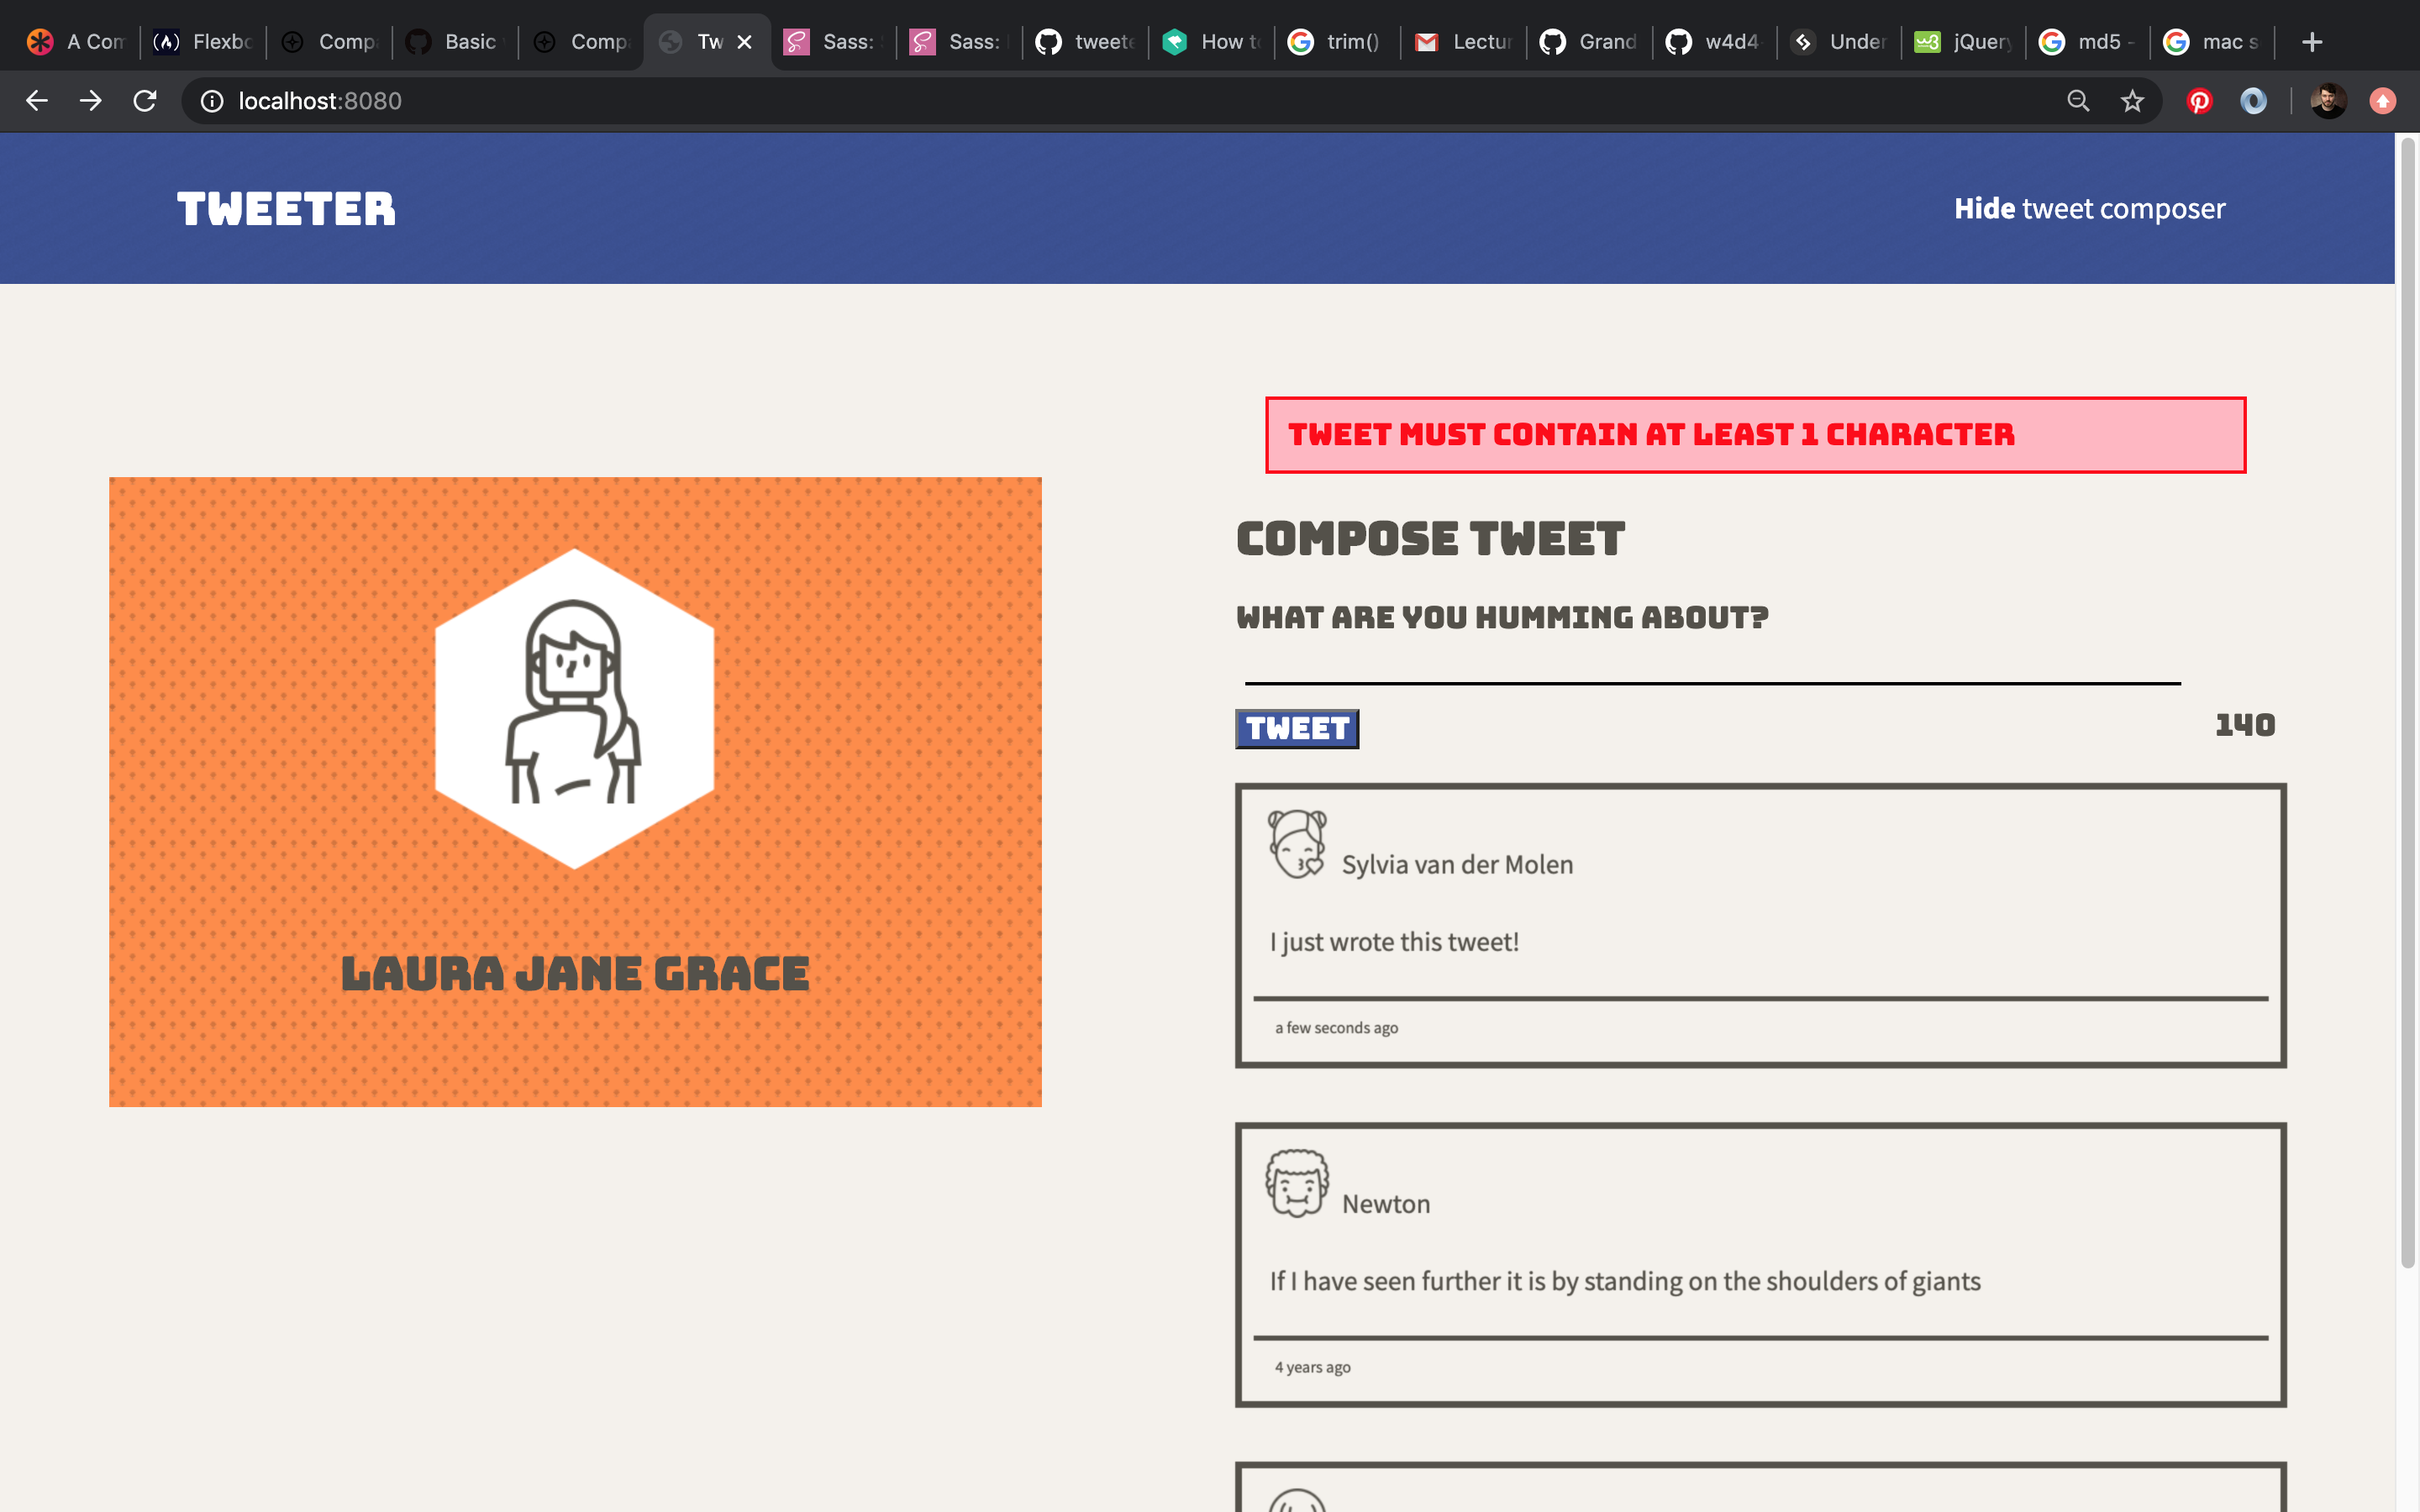 A Com
Flexbo
Comp
Basic
Comp
Tw
Sass:
Sass:
tweete
How to
trim()
Lectur
Grand
w4d4
Under
jQuery
md5 -
mac s
localhost:8080
TWEETER
Hide tweet composer
TWEET MUST CONTAIN AT LEAST 1 CHARACTER
COMPOSE TWEET
WHAT ARE YOU HUMMING ABOUT?
TWEET
140
LAURA JANE GRACE
Sylvia van der Molen
I just wrote this tweet!
a few seconds ago
Newton
If I have seen further it is by standing on the shoulders of giants
4 years ago